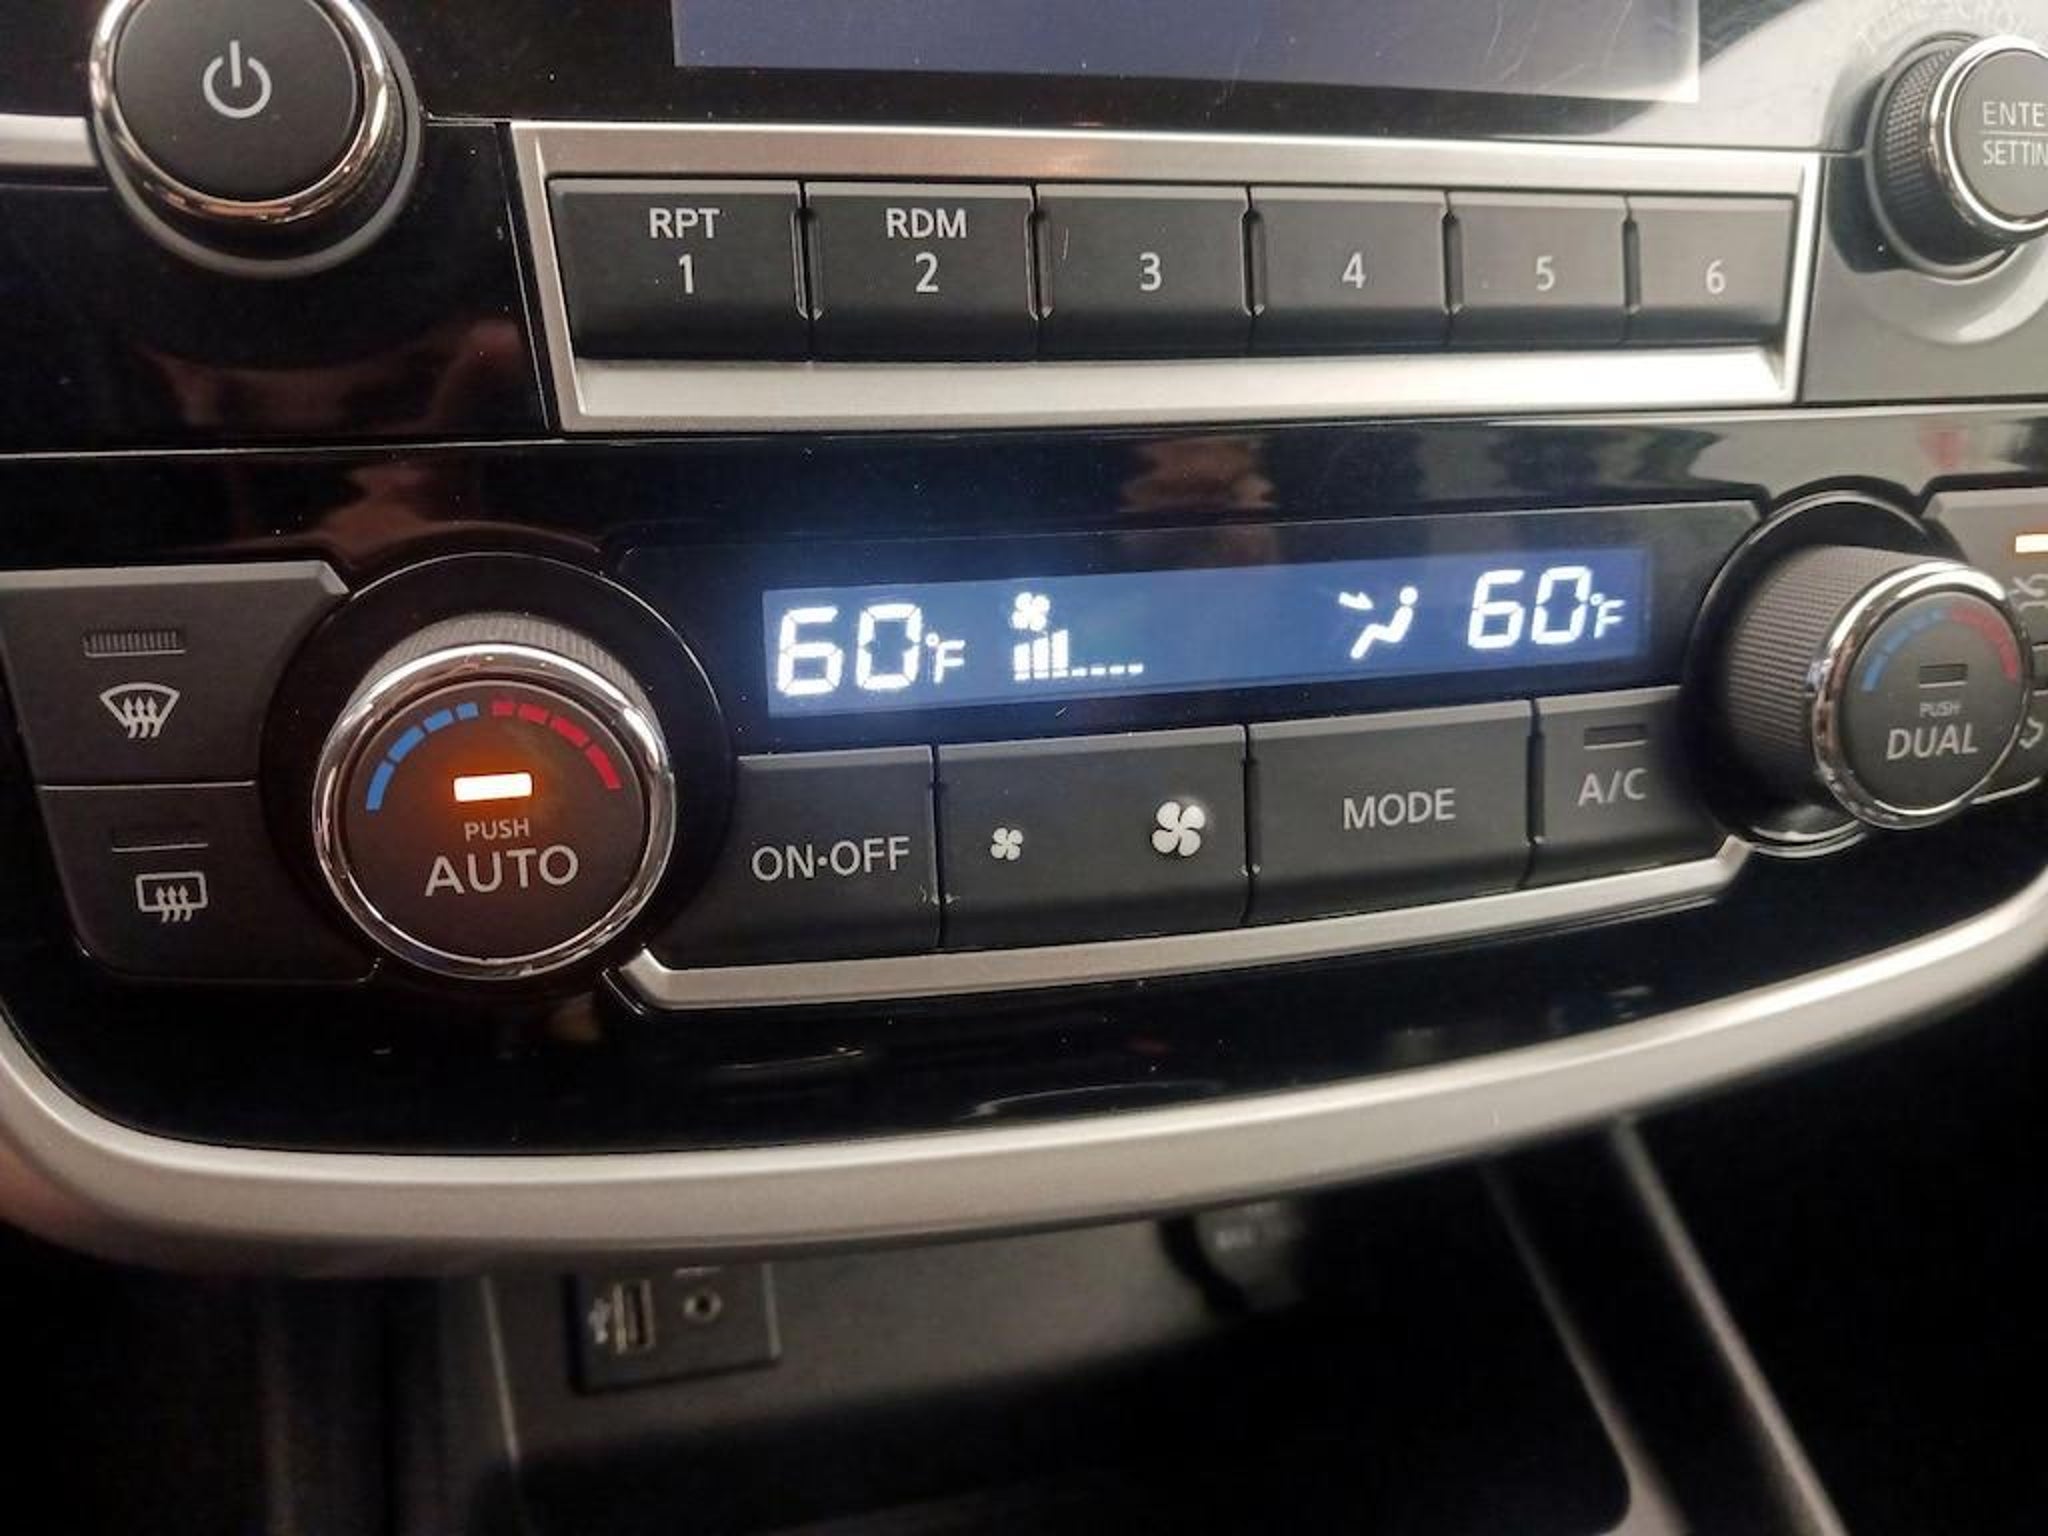 RPT
1
RDM
2
3
4
5
6
60°F
60°F
PUSH
AUTO
ON•OFF
MODE
A/C
PUSH
DUAL